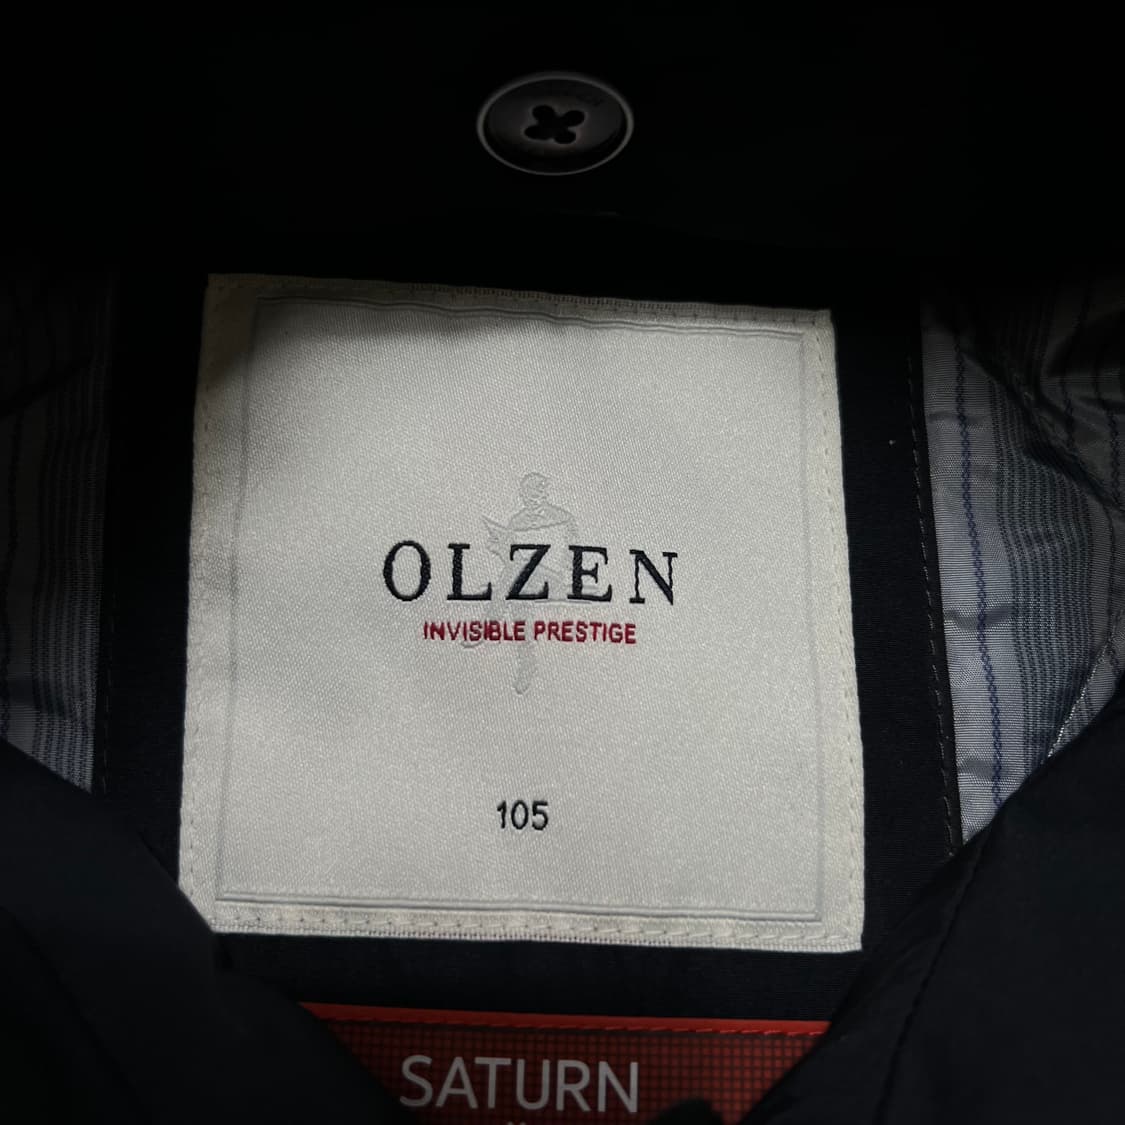 OLZEN
INVISIBLE PRESTIGE
105
SATURN